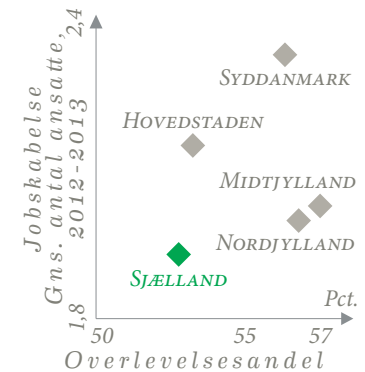 Jobskabelse
Gns. antal ansatte,
2012-2013
2,4
1,8
SYDDANMARK
HOVEDSTADEN
MIDTJYLLAND
NORDJYLLAND
SJÆLLAND
Pct.
50 55 57
Overlevelsesandel